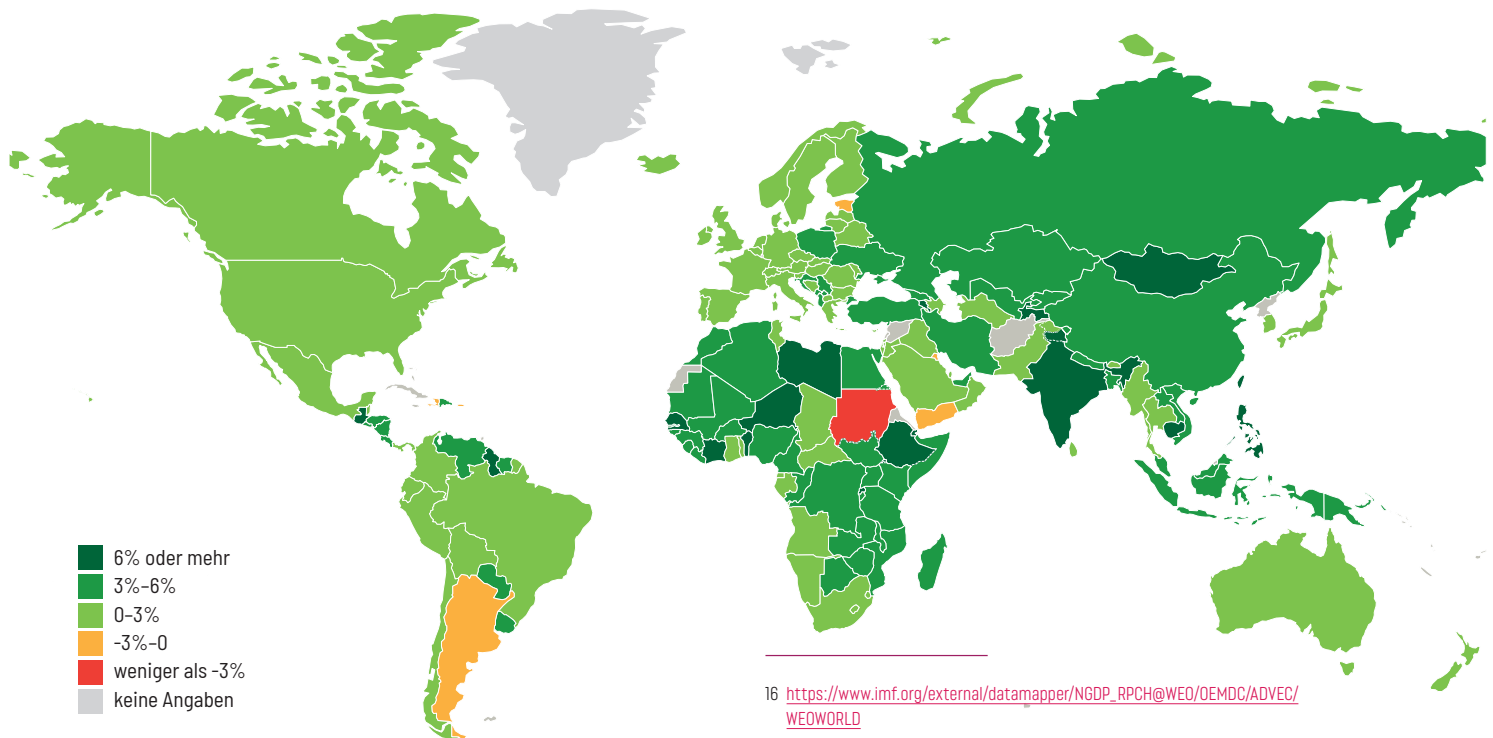 6% oder mehr
3%–6%
0–3%
-3%–0
weniger als -3%
keine Angaben
16 https://www.imf.org/external/datamapper/NGDP_RPCH@WEO/OEMDC/ADVEC/
WEOWORLD